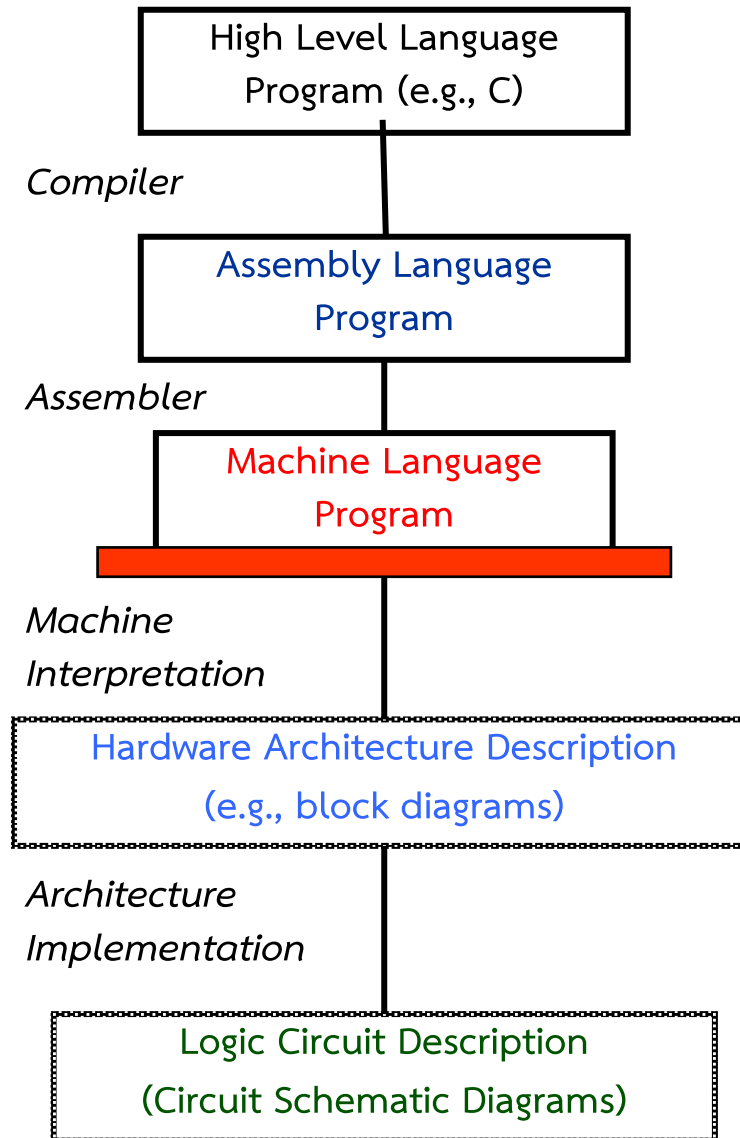 High Level Language
Program (e.g., C)
Compiler
Assembly Language
Program
Assembler
Machine Language
Program
Machine
Interpretation
Hardware Architecture Description
(e.g., block diagrams)
Architecture
Implementation
Logic Circuit Description
(Circuit Schematic Diagrams)